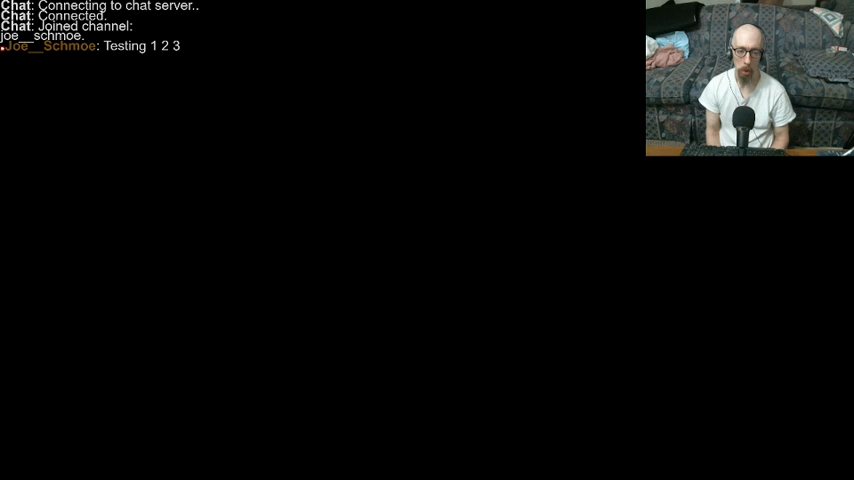 Chat: Connecting to chat server..
Chat: Connected.
Chat: Joined channel:
joe__schmoe.
Joe__Schmoe: Testing 1 2 3